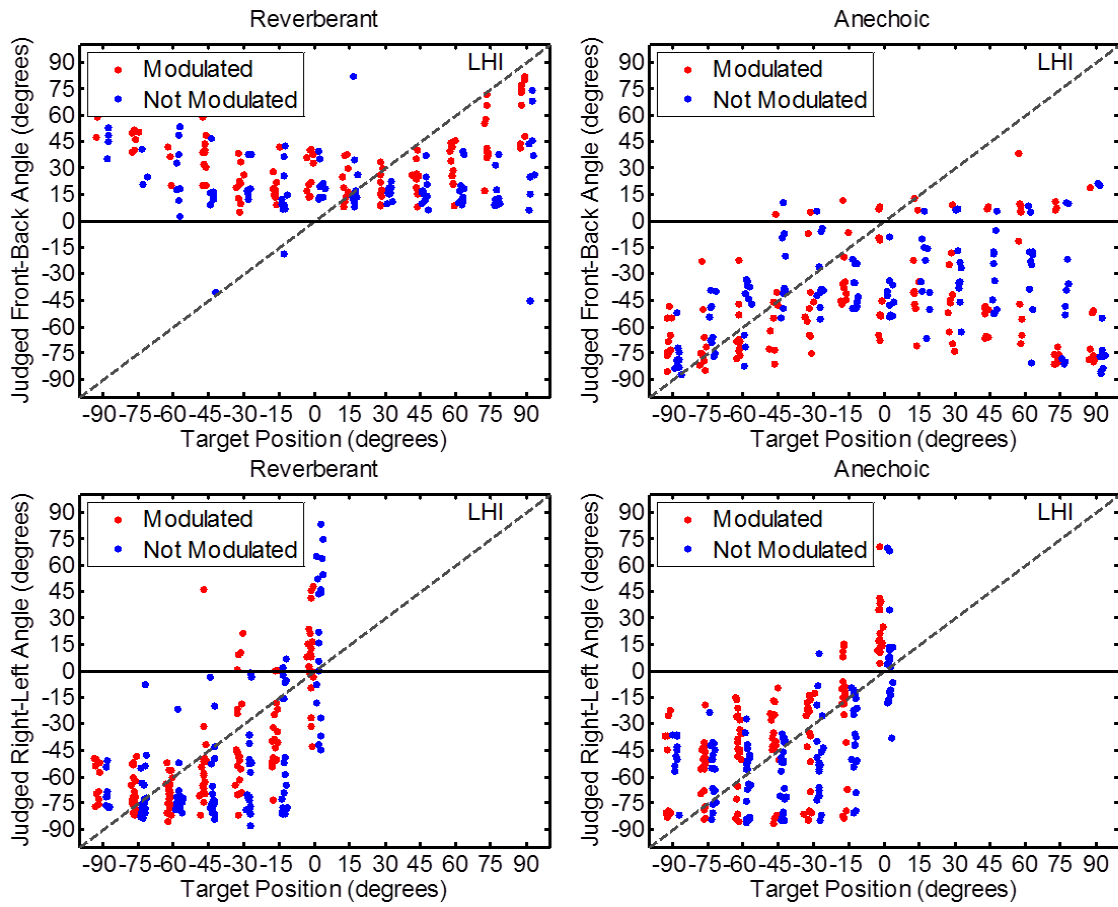 Reverberant
Judged Front-Back Angle (degrees)
90
75
60
45
30
15
0
-15
-30
-45
-60
-75
-90
Modulated
Not Modulated
LHI
-90 -75 -60 -45 -30 -15 0 15 30 45 60 75 90
Target Position (degrees)
Anechoic
Judged Front-Back Angle (degrees)
90
75
60
45
30
15
0
-15
-30
-45
-60
-75
-90
Modulated
Not Modulated
LHI
-90 -75 -60 -45 -30 -15 0 15 30 45 60 75 90
Target Position (degrees)
Reverberant
Judged Right-Left Angle (degrees)
90
75
60
45
30
15
0
-15
-30
-45
-60
-75
-90
Modulated
Not Modulated
LHI
-90 -75 -60 -45 -30 -15 0 15 30 45 60 75 90
Target Position (degrees)
Anechoic
Judged Right-Left Angle (degrees)
90
75
60
45
30
15
0
-15
-30
-45
-60
-75
-90
Modulated
Not Modulated
LHI
-90 -75 -60 -45 -30 -15 0 15 30 45 60 75 90
Target Position (degrees)